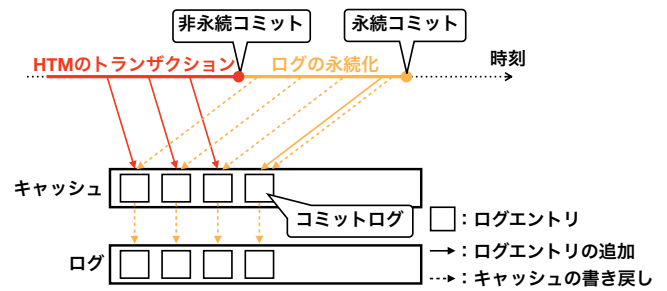 非永続コミット
永続コミット
HTMのトランザクション
ログの永続化
時刻
キャッシュ
コミットログ
：ログエントリ
ログ
：ログエントリの追加
：キャッシュの書き戻し